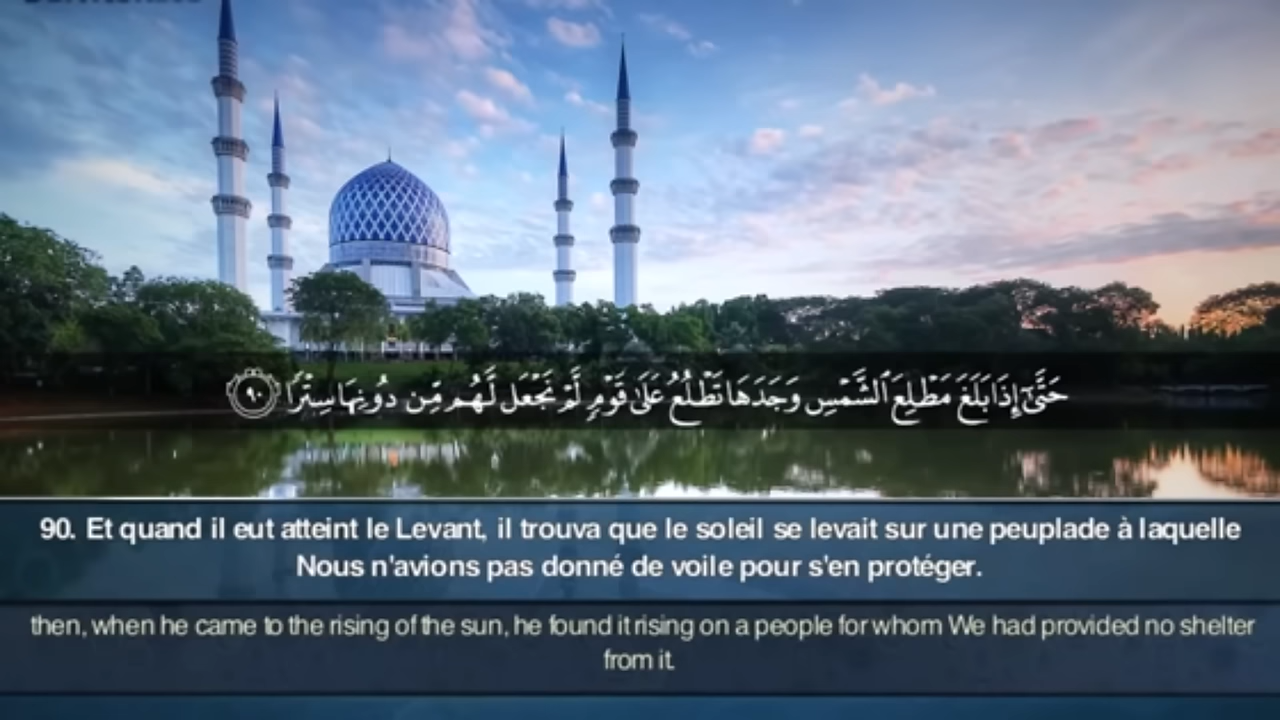 حَتَّىٰٓ إِذَا بَلَغَ مَطْلِعَ ٱلشَّمْسِ وَجَدَهَا تَطْلُعُ عَلَىٰ قَوْمٍ لَّمْ نَجْعَل لَّهُم مِّن دُونِهَا سِتْرًا ٩٠
90. Et quand il eut atteint le Levant, il trouva que le soleil se levait sur une peuplade à laquelle
Nous n'avions pas donné de voile pour s'en protéger.
then, when he came to the rising of the sun, he found it rising on a people for whom We had provided no shelter
from it.